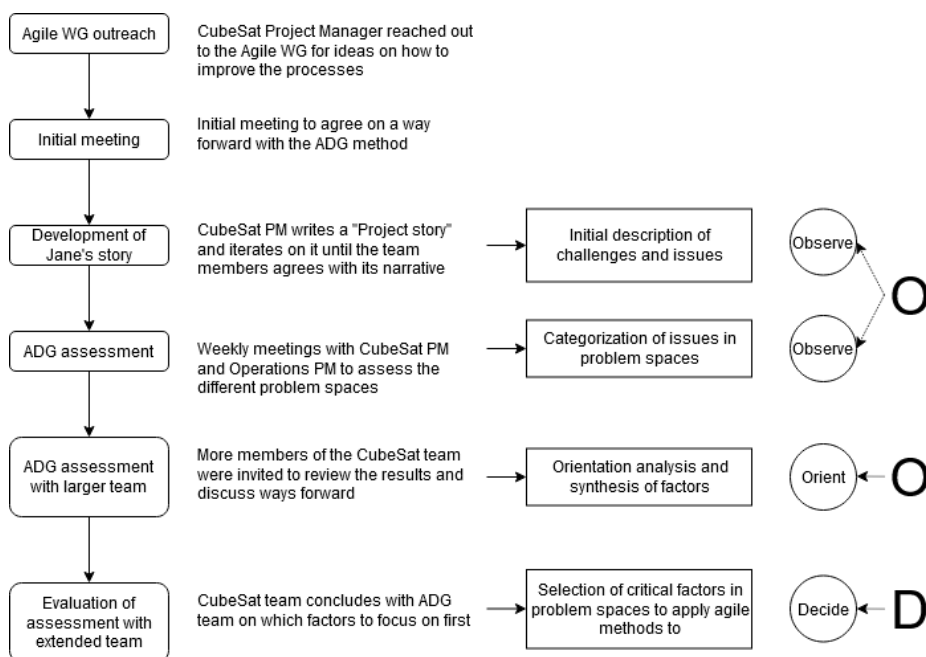 Agile WG outreach
CubeSat Project Manager reached out
to the Agile WG for ideas on how to
improve the processes
Initial meeting
Initial meeting to agree on a way
forward with the ADG method
Development of
Jane's story
CubeSat PM writes a "Project story"
and iterates on it until the team
members agrees with its narrative
Initial description of
challenges and issues
Observe
O
ADG assessment
Weekly meetings with CubeSat PM
and Operations PM to assess the
different problem spaces
Categorization of issues in
problem spaces
Observe
ADG assessment
with larger team
More members of the CubeSat team
were invited to review the results and
discuss ways forward
Orientation analysis and
synthesis of factors
Orient
O
Evaluation of
assessment with
extended team
CubeSat team concludes with ADG
team on which factors to focus on first
Selection of critical factors in
problem spaces to apply agile
methods to
Decide
D